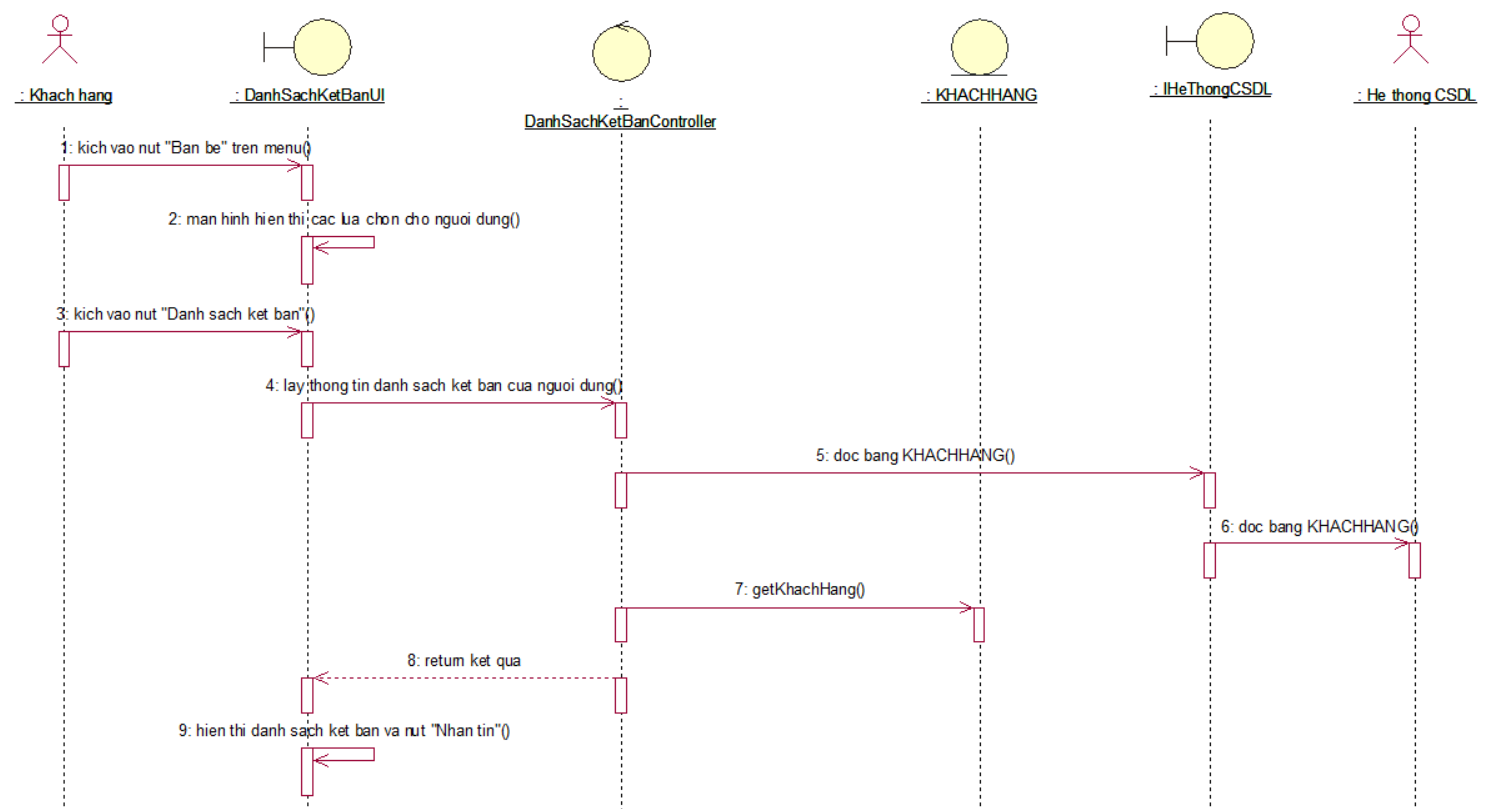 : Khach hang
: DanhSachKetBanUI
:
DanhSachKetBanController
: KHACHHANG
: IHeThongCSDL
: He thong CSDL
1: kich vao nut "Ban be" tren menu()
2: man hinh hien thi cac lua chon cho nguoi dung()
3: kich vao nut "Danh sach ket ban"()
4: lay thong tin danh sach ket ban cua nguoi dung()
5: doc bang KHACHHANG()
6: doc bang KHACHHANG()
7: getKhachHang()
8: return ket qua
9: hien thi danh sach ket ban va nut "Nhan tin"()